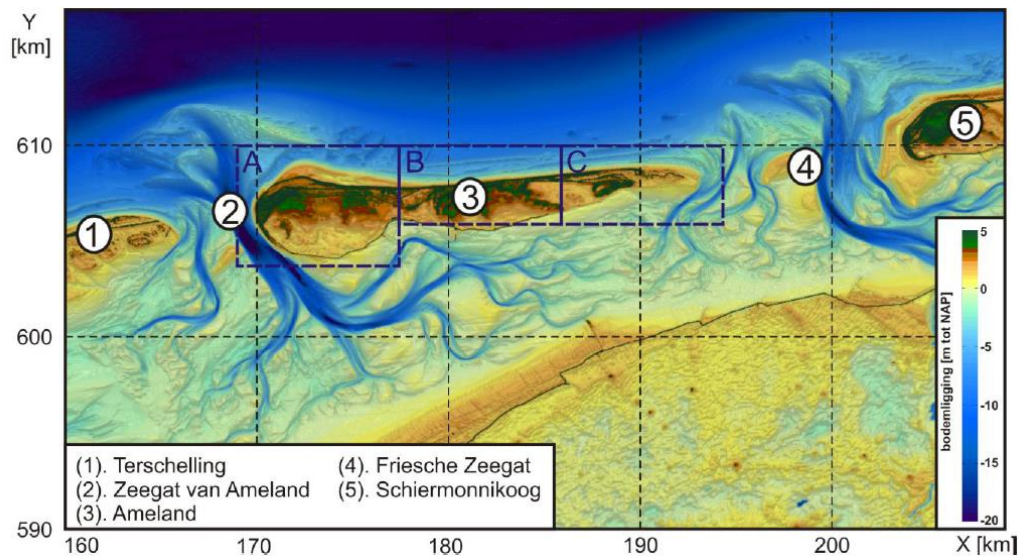 Y
[km]
610
600
590
160
170
180
190
200
X [km]
A
B
C
1
2
3
4
5
(1). Terschelling
(2). Zeegat van Ameland
(3). Ameland
(4). Friesche Zeegat
(5). Schiermonnikoog
bodemligging [m tot NAP]
5
0
-5
-10
-15
-20